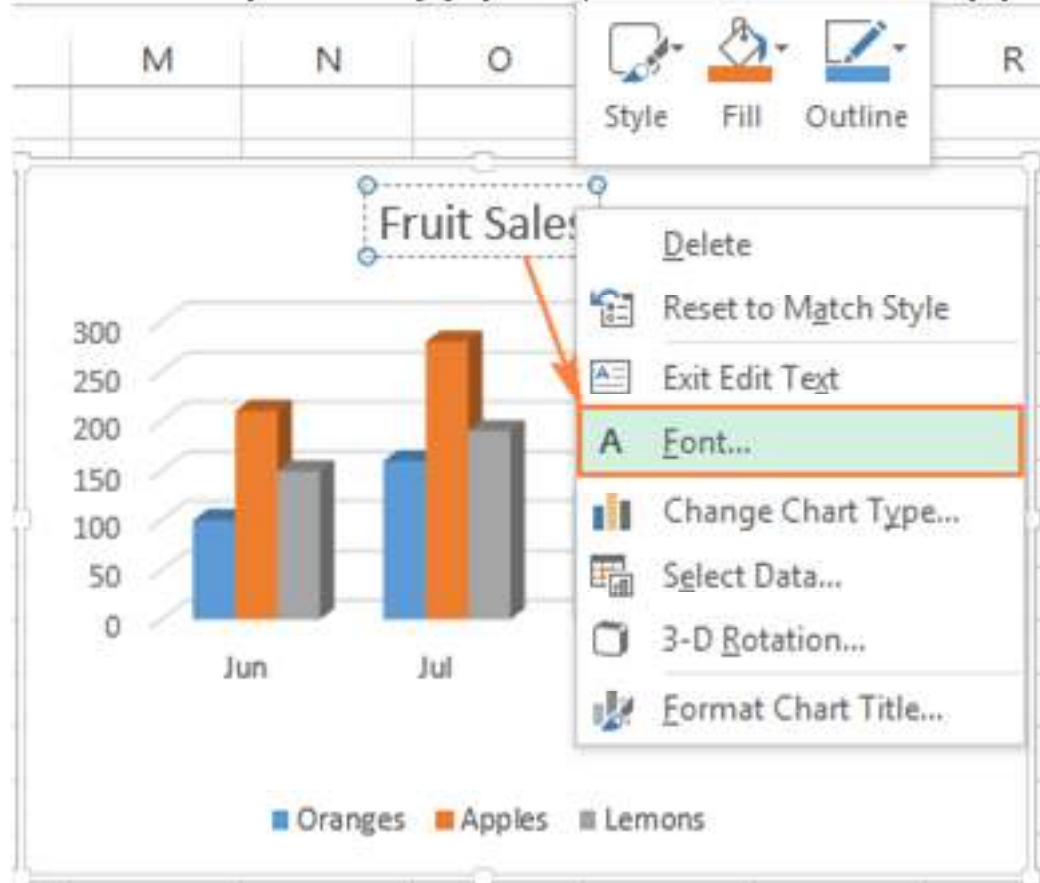 M N O R
Style Fill Outline
Fruit Sales
Delete
Reset to Match Style
Exit Edit Text
A Font...
Change Chart Type...
Select Data...
3-D Rotation...
Format Chart Title...
300
250
200
150
100
50
0
Jun Jul
Oranges Apples Lemons